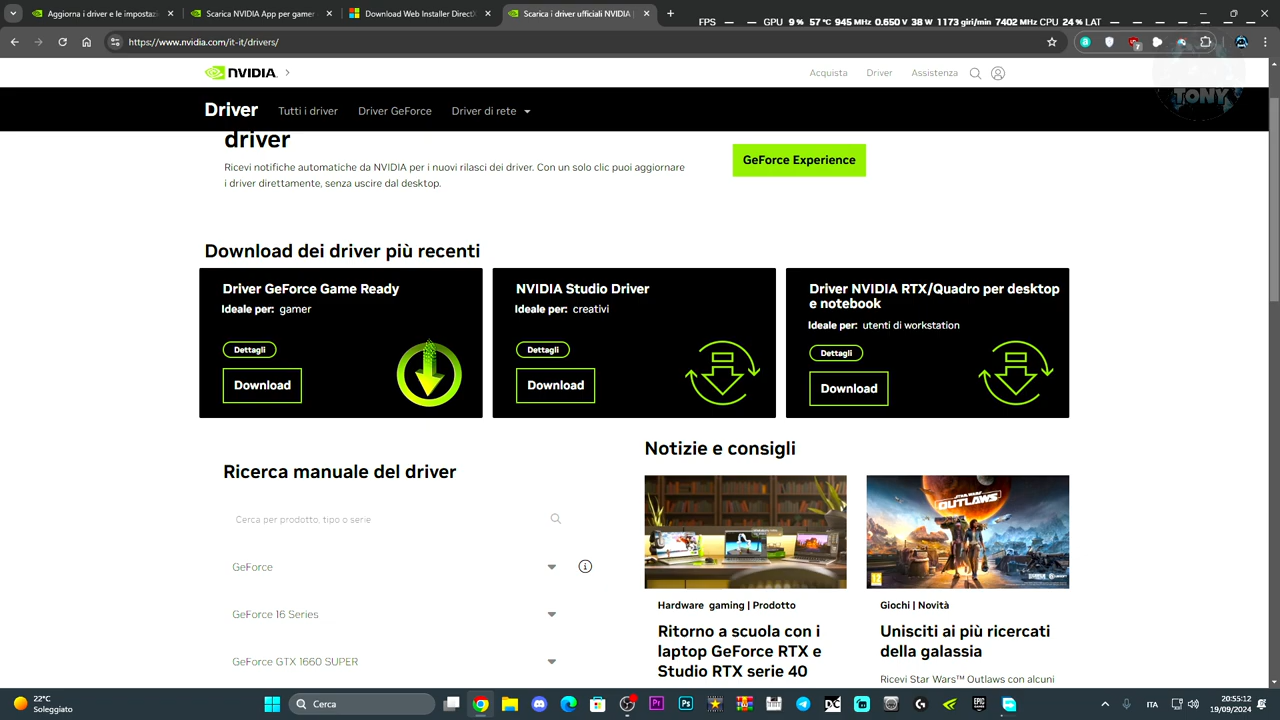 Aggiorna i driver e le impostaz
Scarica NVIDIA App per gamer
Download Web Installer DirectX
Scarica i driver ufficiali NVIDIA
FPS — — GPU 9 % 57 °C 945 MHz 0.650 V 38 W 1173 giri/min 7402 MHz CPU 24 % LAT — —
https://www.nvidia.com/it-it/drivers/
7
NVIDIA.
Acquista Driver Assistenza
TONY
Driver Tutti i driver Driver GeForce Driver di rete
driver
Ricevi notifiche automatiche da NVIDIA per i nuovi rilasci dei driver. Con un solo clic puoi aggiornare
i driver direttamente, senza uscire dal desktop.
GeForce Experience
Download dei driver più recenti
Driver GeForce Game Ready
Ideale per: gamer
Dettagli
Download
NVIDIA Studio Driver
Ideale per: creativi
Dettagli
Download
Driver NVIDIA RTX/Quadro per desktop
e notebook
Ideale per: utenti di workstation
Dettagli
Download
Ricerca manuale del driver
Cerca per prodotto, tipo o serie
GeForce
GeForce 16 Series
GeForce GTX 1660 SUPER
Notizie e consigli
Hardware gaming | Prodotto
Ritorno a scuola con i
laptop GeForce RTX e
Studio RTX serie 40
STAR WARS
OUTLAWS
Giochi | Novità
Unisciti ai più ricercati
della galassia
Ricevi Star Wars™ Outlaws con alcuni
22°C
Soleggiato
Cerca
ITA
20:55:12
19/09/2024